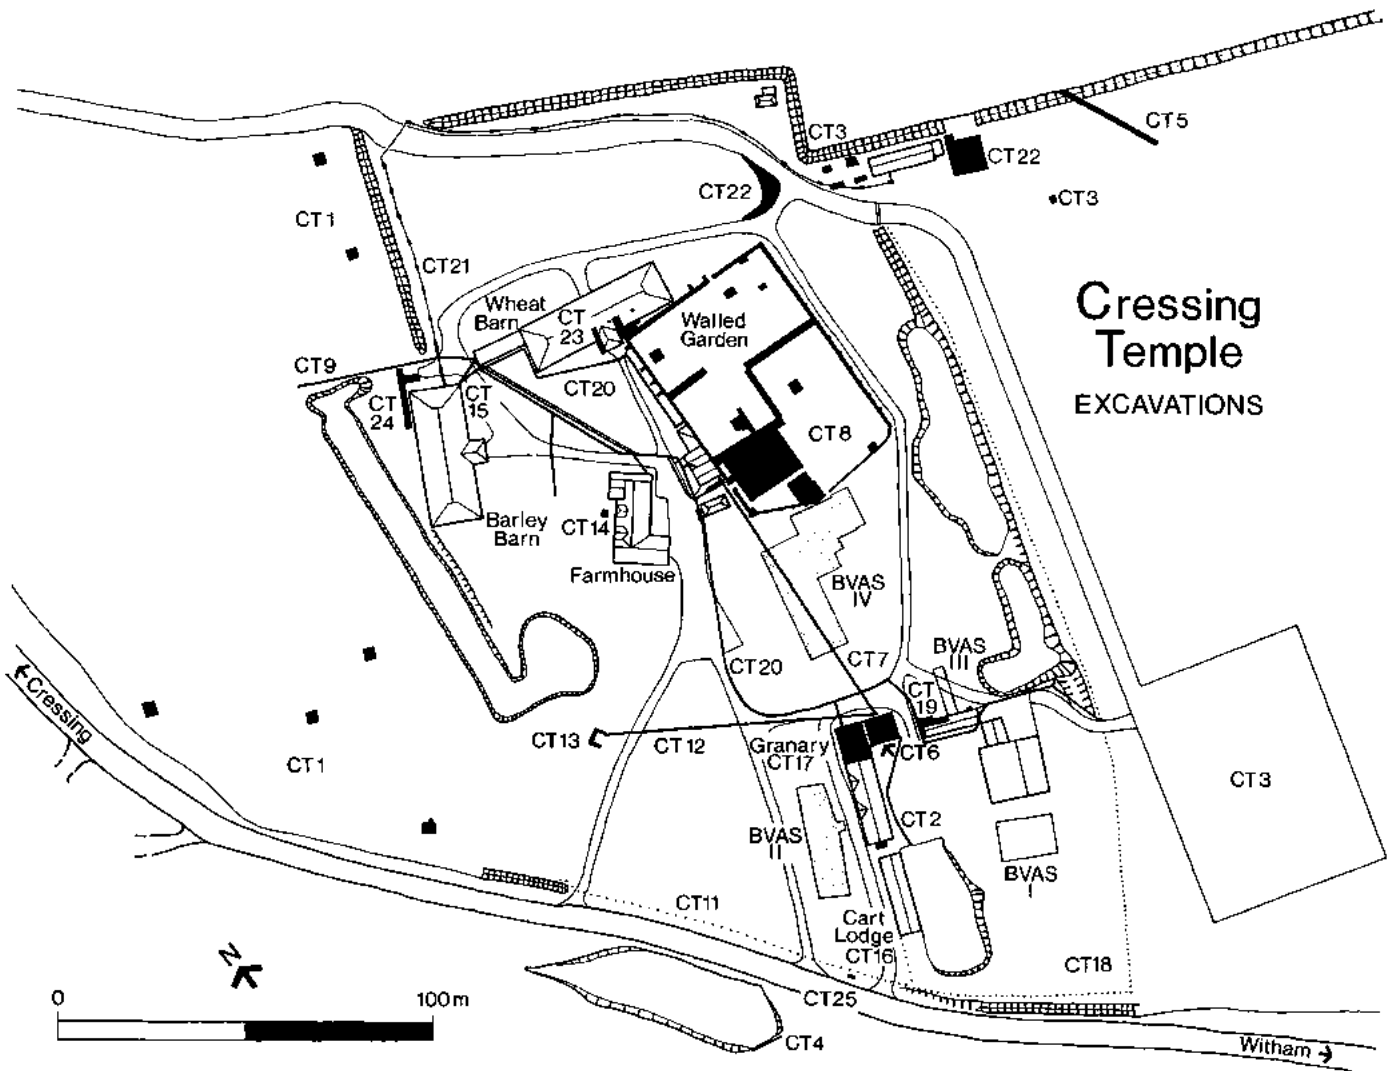 CT3
CT5
CT22
CT22
CT3
CT1
CT21
Cressing
Temple
EXCAVATIONS
Wheat
Barn
CT
23
Walled
Garden
CT9
CT20
CT
24
CT
15
CT8
Barley
Barn
CT14
Farmhouse
BVAS
IV
BVAS
III
CT20
CT7
CT
19
Cressing
CT13
CT12
Granary
CT17
CT6
CT1
CT3
CT2
BVAS
II
BVAS
I
CT11
Cart
Lodge
CT16
CT18
N
0
100m
CT25
CT4
Witham